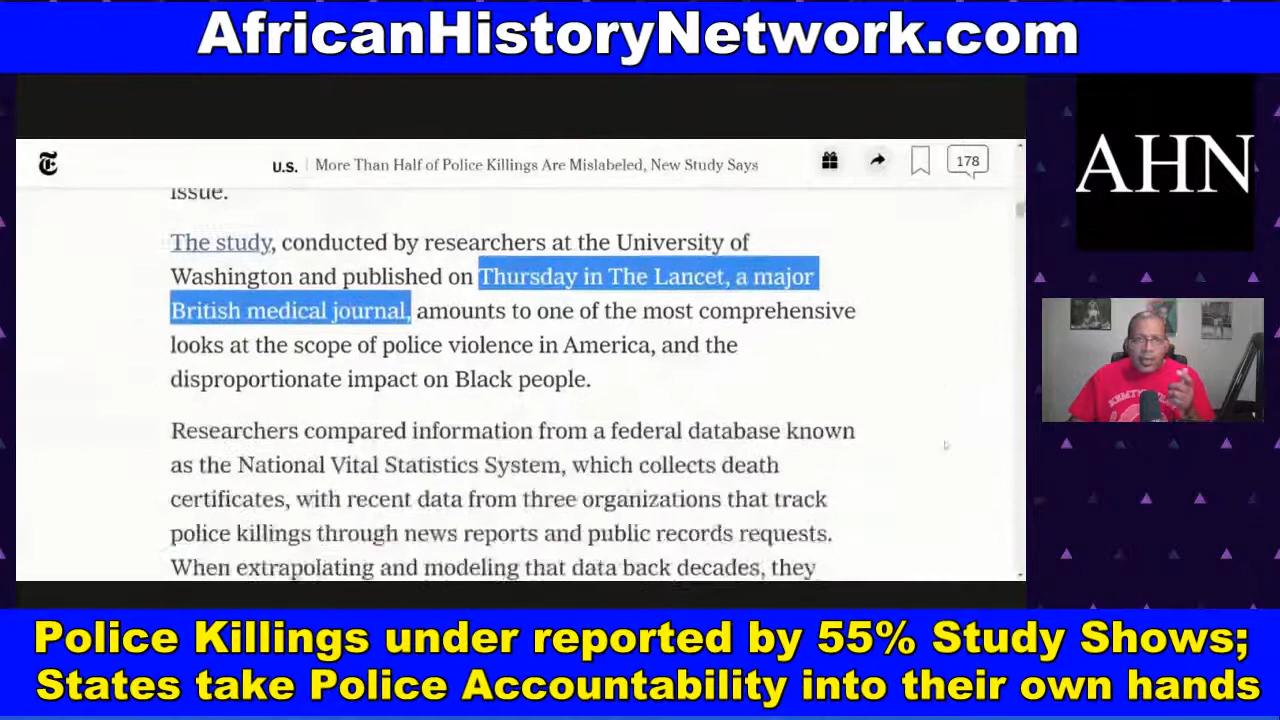 AfricanHistoryNetwork.com
AHN
U.S. | More Than Half of Police Killings Are Mislabeled, New Study Says
178
issue.
The study, conducted by researchers at the University of
Washington and published on Thursday in The Lancet, a major
British medical journal, amounts to one of the most comprehensive
looks at the scope of police violence in America, and the
disproportionate impact on Black people.
Researchers compared information from a federal database known
as the National Vital Statistics System, which collects death
certificates, with recent data from three organizations that track
police killings through news reports and public records requests.
When extrapolating and modeling that data back decades, they
Police Killings under reported by 55% Study Shows;
States take Police Accountability into their own hands